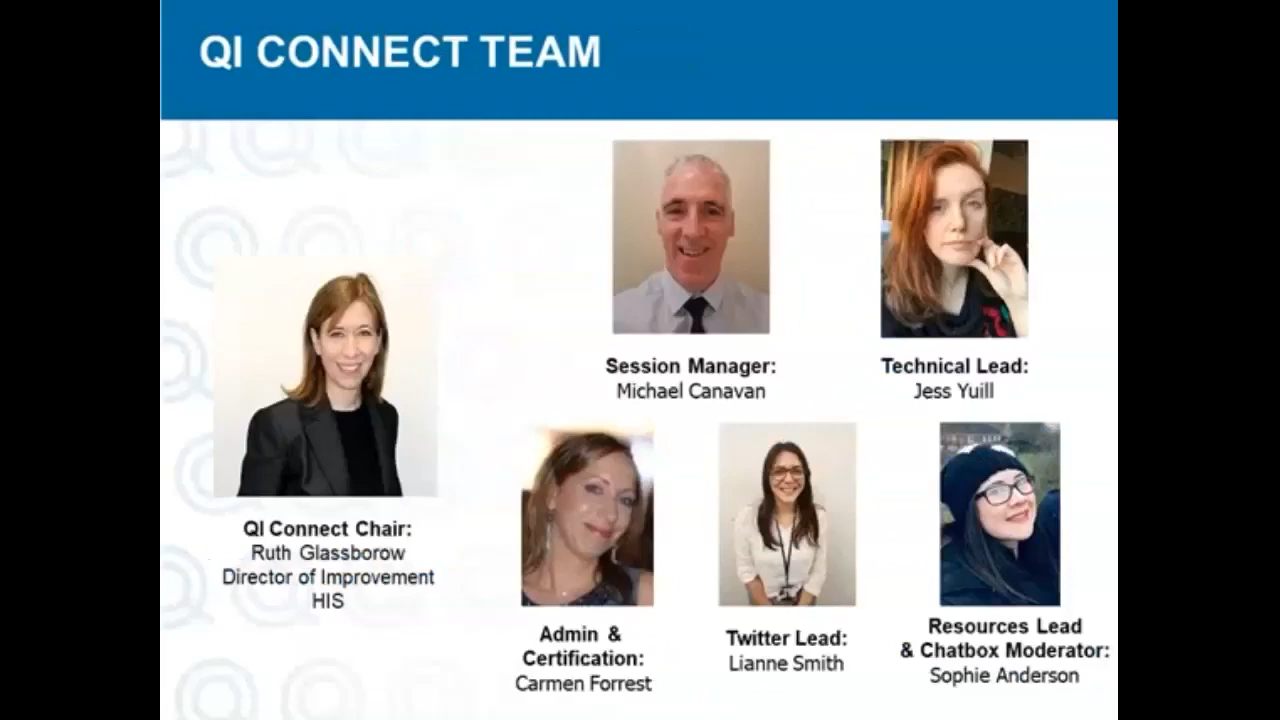 QI CONNECT TEAM
Session Manager:
Michael Canavan
Technical Lead:
Jess Yuill
QI Connect Chair:
Ruth Glassborow
Director of Improvement
HIS
Admin &
Certification:
Carmen Forrest
Twitter Lead:
Lianne Smith
Resources Lead
& Chatbox Moderator:
Sophie Anderson